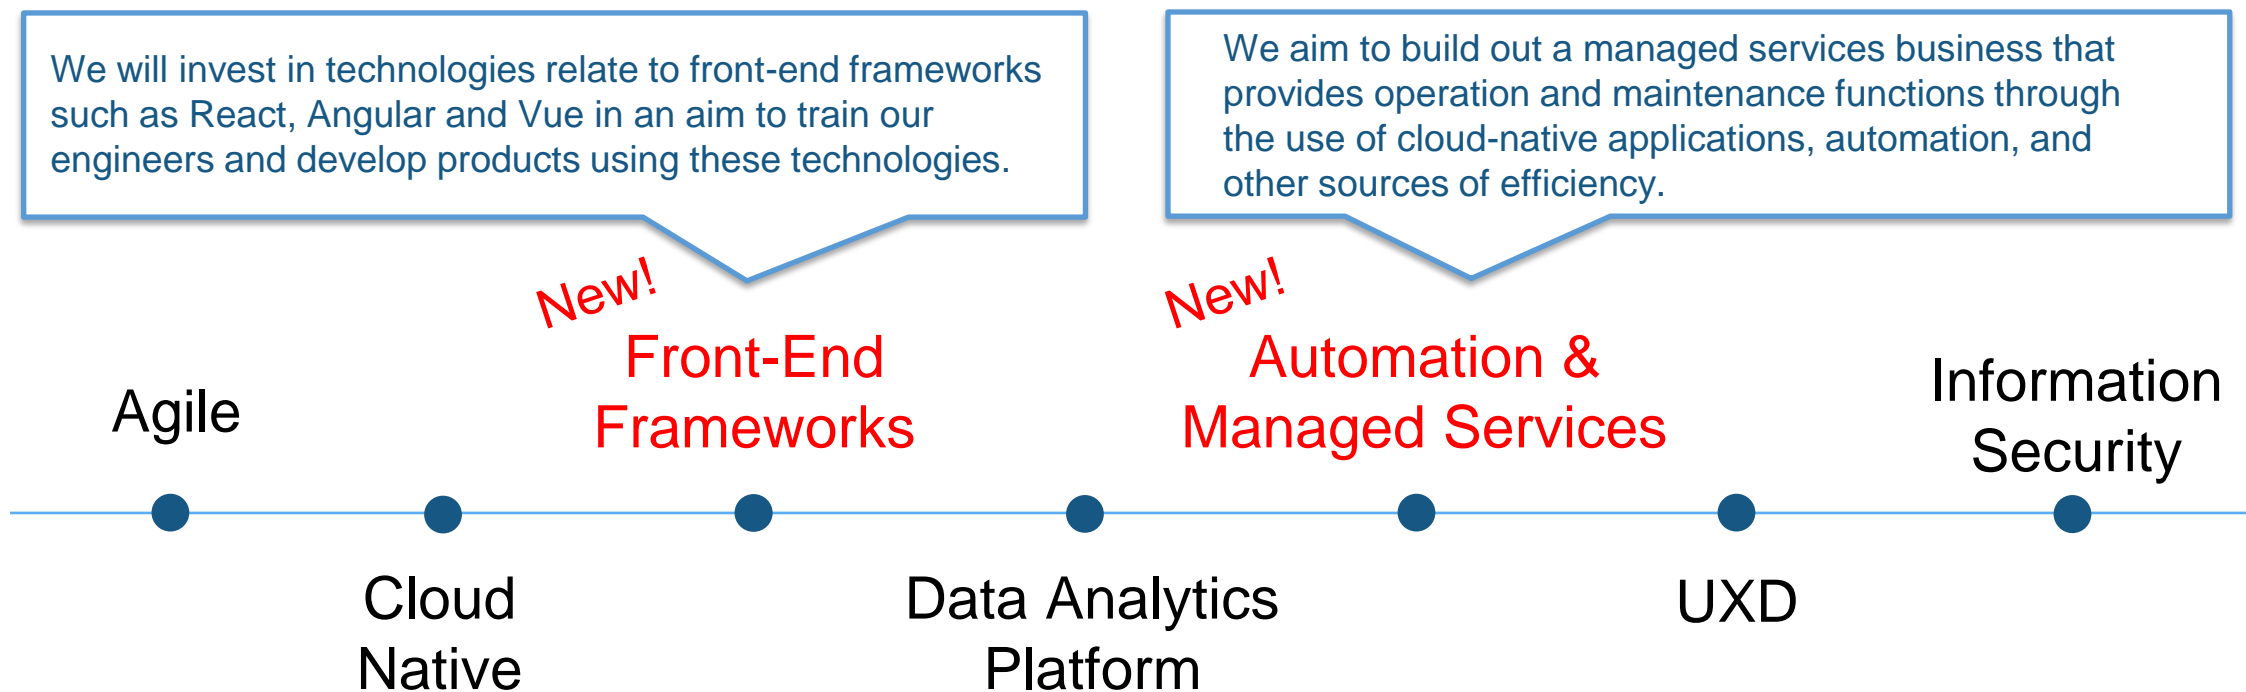 We will invest in technologies relate to front-end frameworks
such as React, Angular and Vue in an aim to train our
engineers and develop products using these technologies.
We aim to build out a managed services business that
provides operation and maintenance functions through
the use of cloud-native applications, automation, and
other sources of efficiency.
New!
Front-End
Frameworks
New!
Automation &
Managed Services
Agile
Information
Security
Cloud
Native
Data Analytics
Platform
UXD